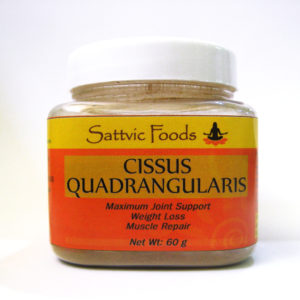 Sattvic Foods
CISSUS
QUADRANGULARIS
Maximum Joint Support
Weight Loss
Muscle Repair
Net Wt: 60 g